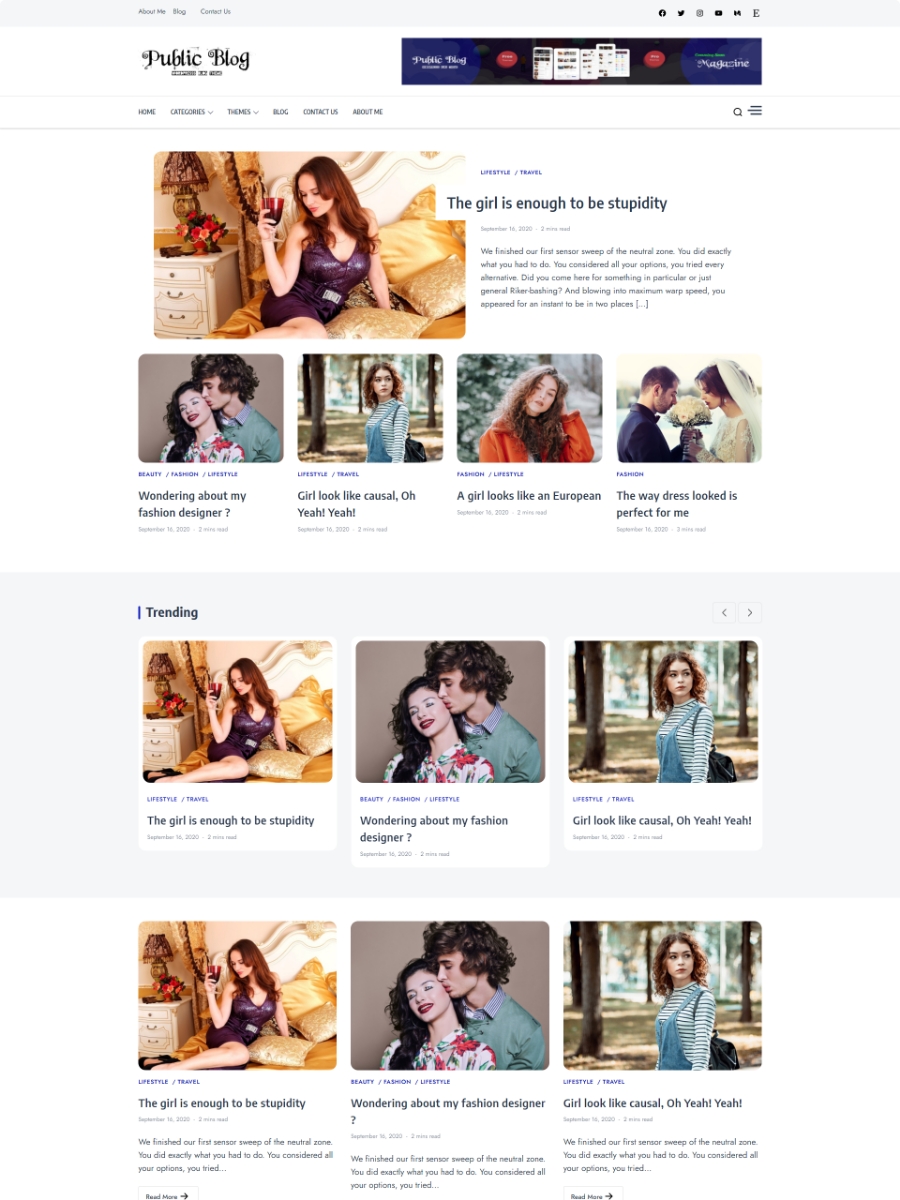 About Me Blog Contact Us
Public Blog
Public Blog
Magazine
HOME CATEGORIES THEMES BLOG CONTACT US ABOUT ME
LIFESTYLE / TRAVEL
The girl is enough to be stupidity
September 16, 2020 - 2 mins read
We finished our first sensor sweep of the neutral zone. You did exactly
what you had to do. You considered all your options, you tried every
alternative. Did you come here for something in particular or just
general Riker-bashing? And blowing into maximum warp speed, you
appeared for an instant to be in two places [...]
BEAUTY / FASHION / LIFESTYLE
Wondering about my
fashion designer ?
September 16, 2020 - 2 mins read
LIFESTYLE / TRAVEL
Girl look like causal, Oh
Yeah! Yeah!
September 16, 2020 - 2 mins read
FASHION / LIFESTYLE
A girl looks like an European
September 16, 2020 - 2 mins read
FASHION
The way dress looked is
perfect for me
September 16, 2020 - 3 mins read
Trending
LIFESTYLE / TRAVEL
The girl is enough to be stupidity
September 16, 2020 - 2 mins read
BEAUTY / FASHION / LIFESTYLE
Wondering about my fashion
designer ?
September 16, 2020 - 2 mins read
LIFESTYLE / TRAVEL
Girl look like causal, Oh Yeah! Yeah!
September 16, 2020 - 2 mins read
LIFESTYLE / TRAVEL
The girl is enough to be stupidity
September 16, 2020 - 2 mins read
We finished our first sensor sweep of the neutral zone.
You did exactly what you had to do. You considered all
your options, you tried...
Read More
BEAUTY / FASHION / LIFESTYLE
Wondering about my fashion designer
?
September 16, 2020 - 2 mins read
We finished our first sensor sweep of the neutral zone.
You did exactly what you had to do. You considered all
your options, you tried...
LIFESTYLE / TRAVEL
Girl look like causal, Oh Yeah! Yeah!
September 16, 2020 - 2 mins read
We finished our first sensor sweep of the neutral zone.
You did exactly what you had to do. You considered all
your options, you tried...
Read More